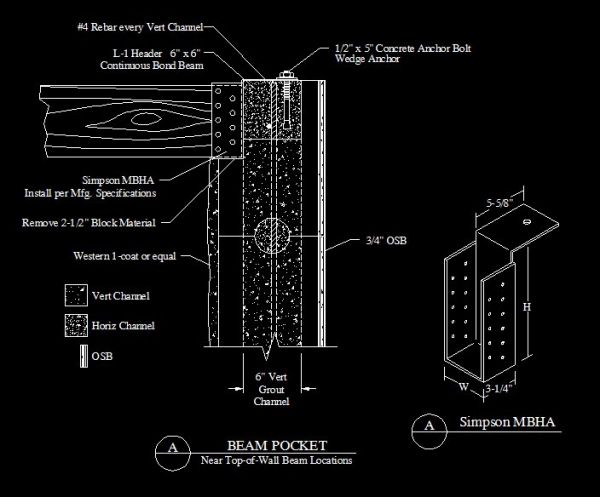 #4 Rebar every Vert Channel
L-1 Header 6" x 6"
Continuous Bond Beam
1/2" x 5" Concrete Anchor Bolt
Wedge Anchor
Simpson MBHA
Install per Mfg. Specifications
Remove 2-1/2" Block Material
Western 1-coat or equal
3/4" OSB
Vert Channel
Horiz Channel
OSB
6" Vert
Grout
Channel
5-5/8"
H
W
3-1/4"
A
BEAM POCKET
Near Top-of-Wall Beam Locations
A
Simpson MBHA